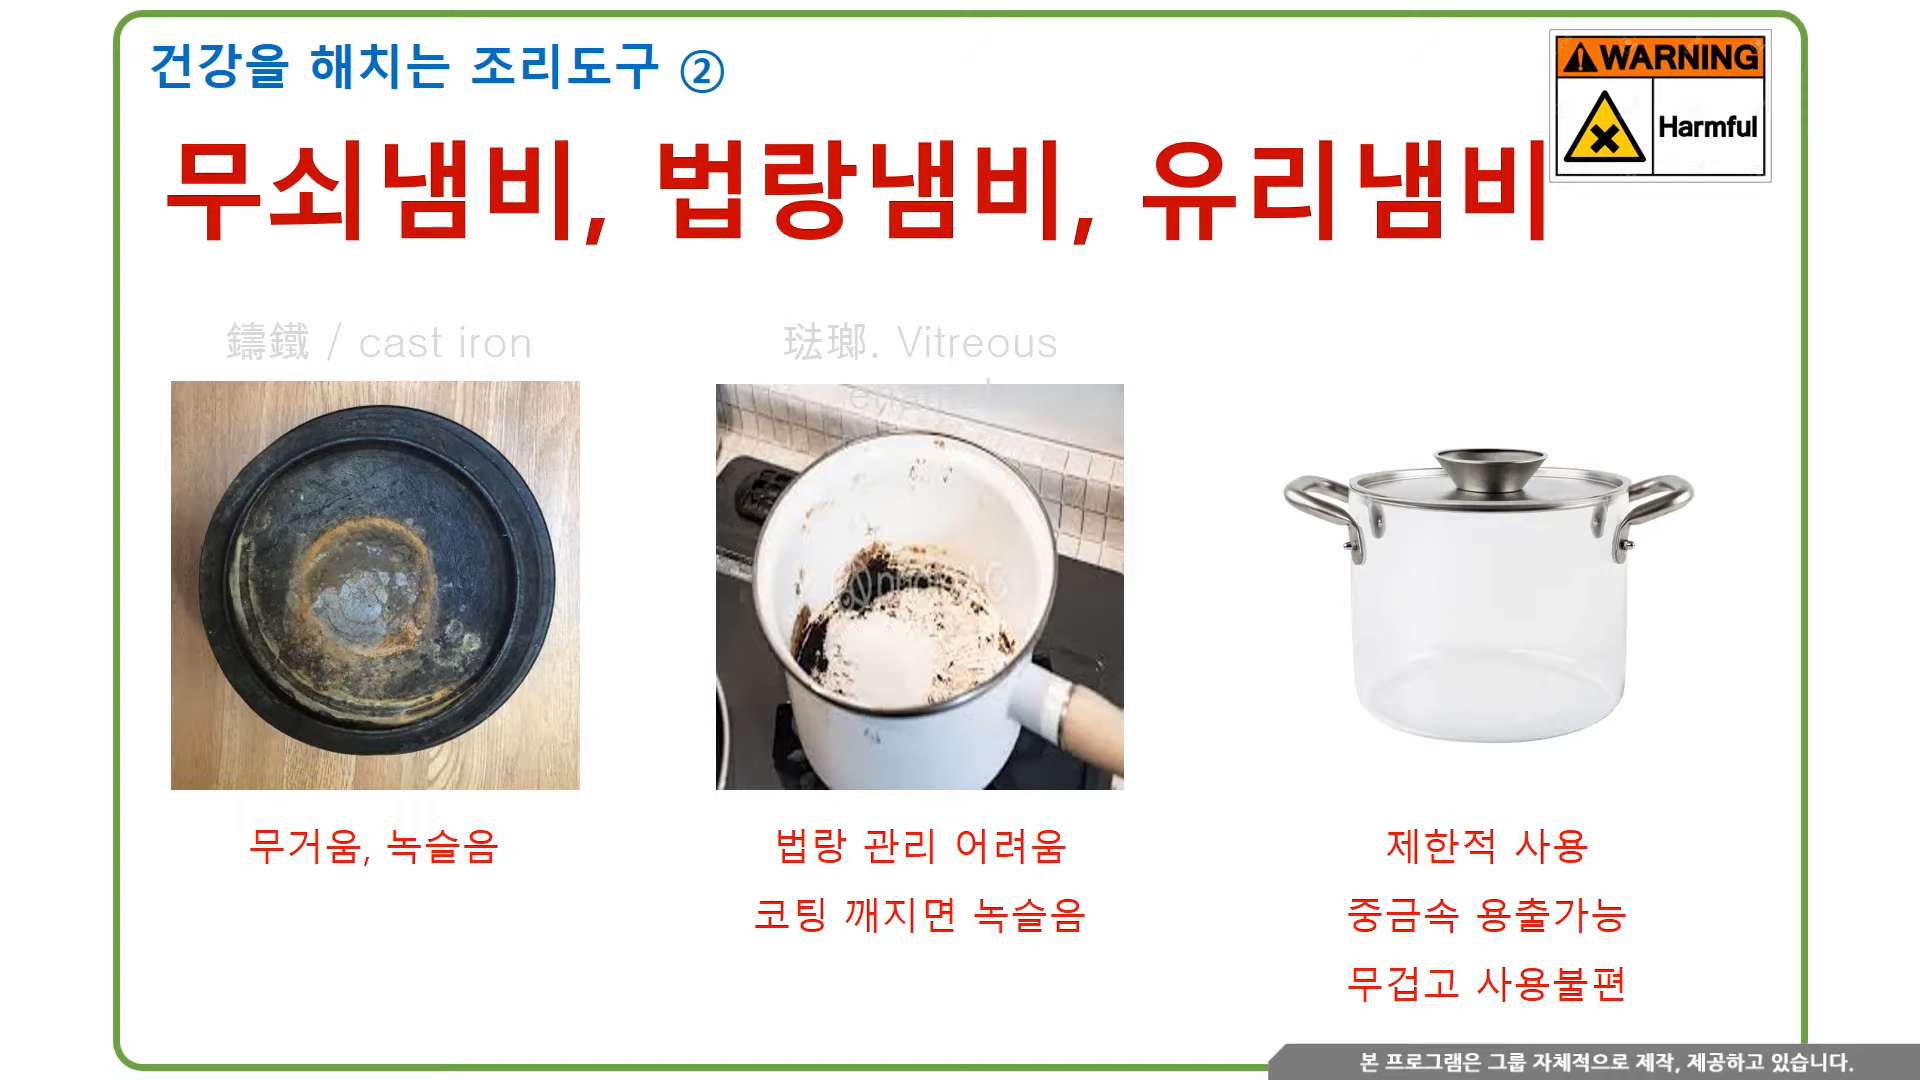 건강을 해치는 조리도구 ②
WARNING
Harmful
무쇠냄비, 법랑냄비, 유리냄비
鑄鐵 / cast iron
琺瑯. Vitreous
무거움, 녹슬음
법랑 관리 어려움
코팅 깨지면 녹슬음
제한적 사용
중금속 용출가능
무겁고 사용불편
본 프로그램은 그룹 자체적으로 제작, 제공하고 있습니다.